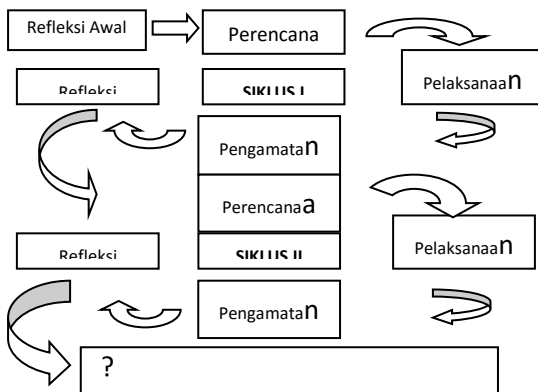 Refleksi Awal
Perencana
Pelaksanaan
Refleksi
SIKLUS I
Pengamatan
Perencanaa
Pelaksanaan
Refleksi
SIKLUS II
Pengamatan
?